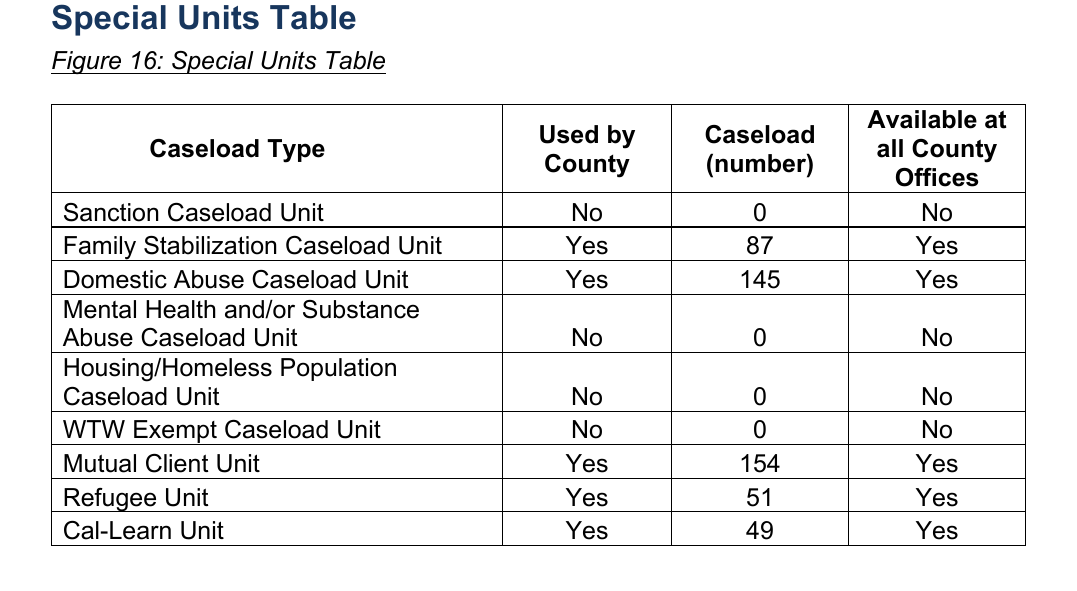 Special Units Table
Figure 16: Special Units Table
Caseload Type Used by County Caseload (number) Available at all County Offices
Sanction Caseload Unit No 0 No
Family Stabilization Caseload Unit Yes 87 Yes
Domestic Abuse Caseload Unit Yes 145 Yes
Mental Health and/or Substance
Abuse Caseload Unit No 0 No
Housing/Homeless Population
Caseload Unit No 0 No
WTW Exempt Caseload Unit No 0 No
Mutual Client Unit Yes 154 Yes
Refugee Unit Yes 51 Yes
Cal-Learn Unit Yes 49 Yes